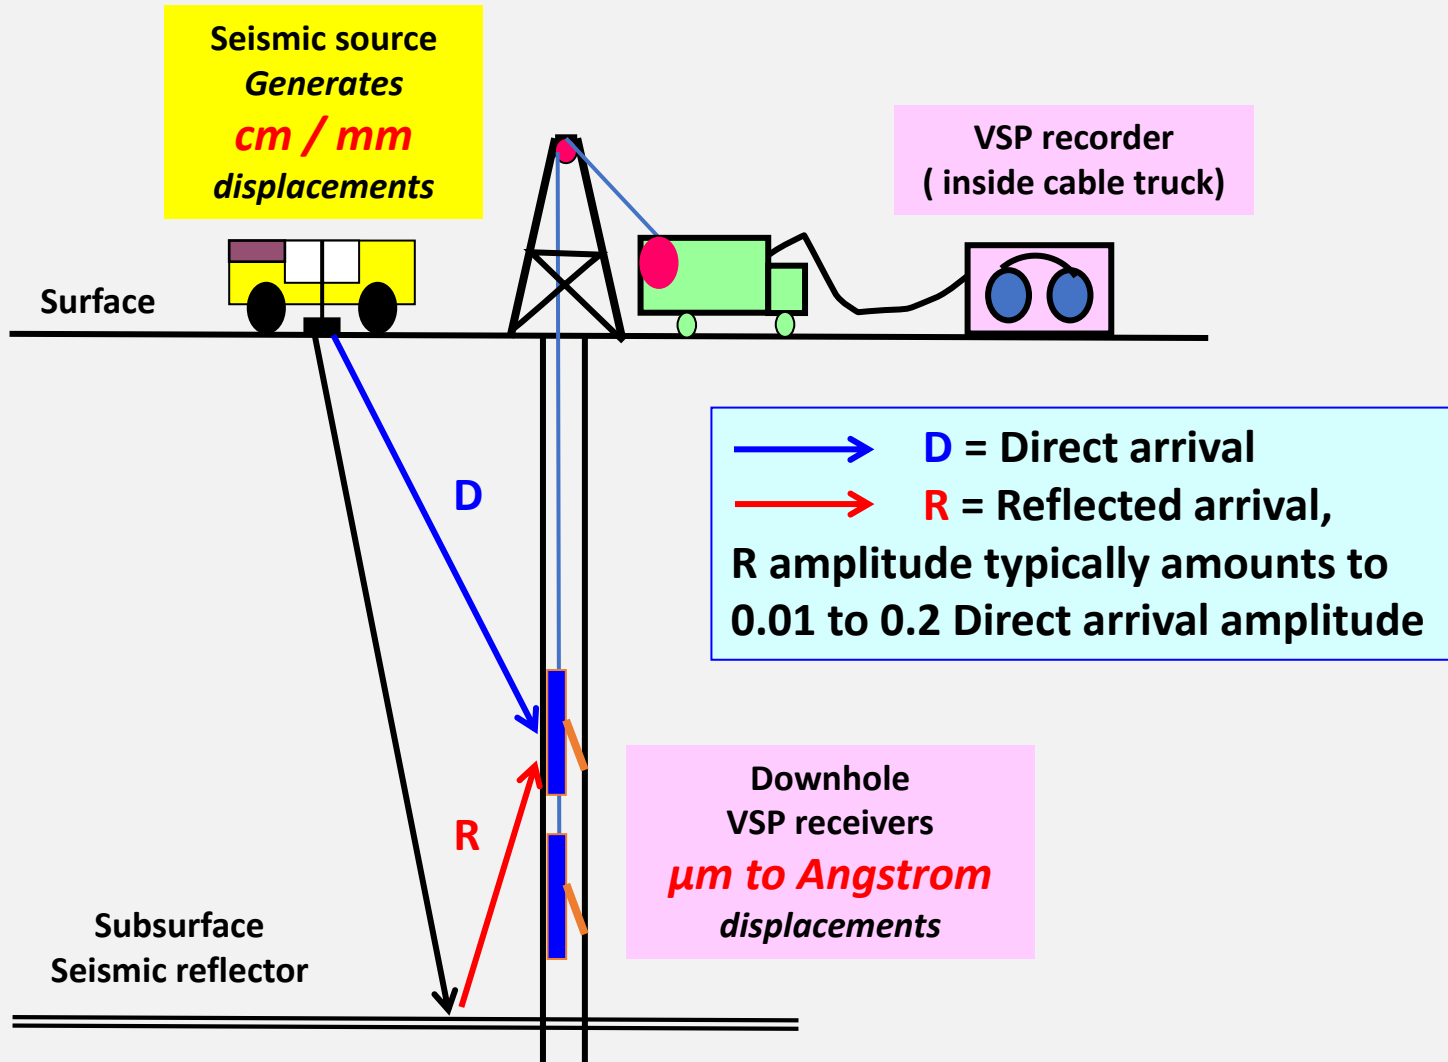 Seismic source
Generates
cm / mm
displacements
VSP recorder
( inside cable truck)
Surface
D
D = Direct arrival
R = Reflected arrival,
R amplitude typically amounts to
0.01 to 0.2 Direct arrival amplitude
R
Downhole
VSP receivers
µm to Angstrom
displacements
Subsurface
Seismic reflector